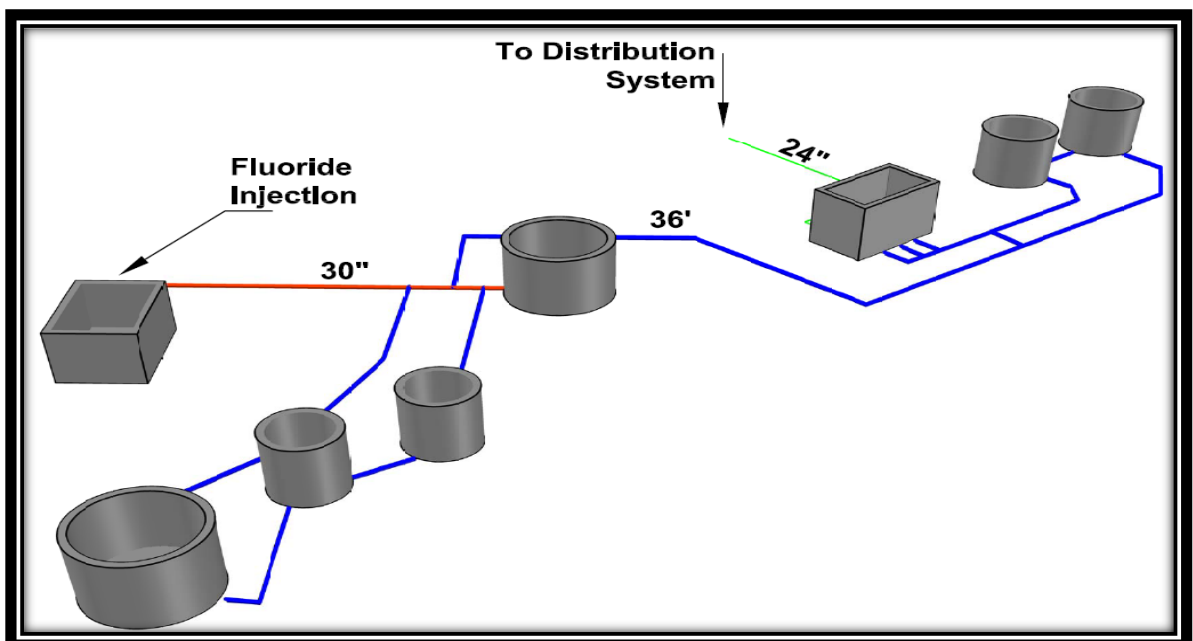 To Distribution
System
24"
Fluoride
Injection
36'
30"